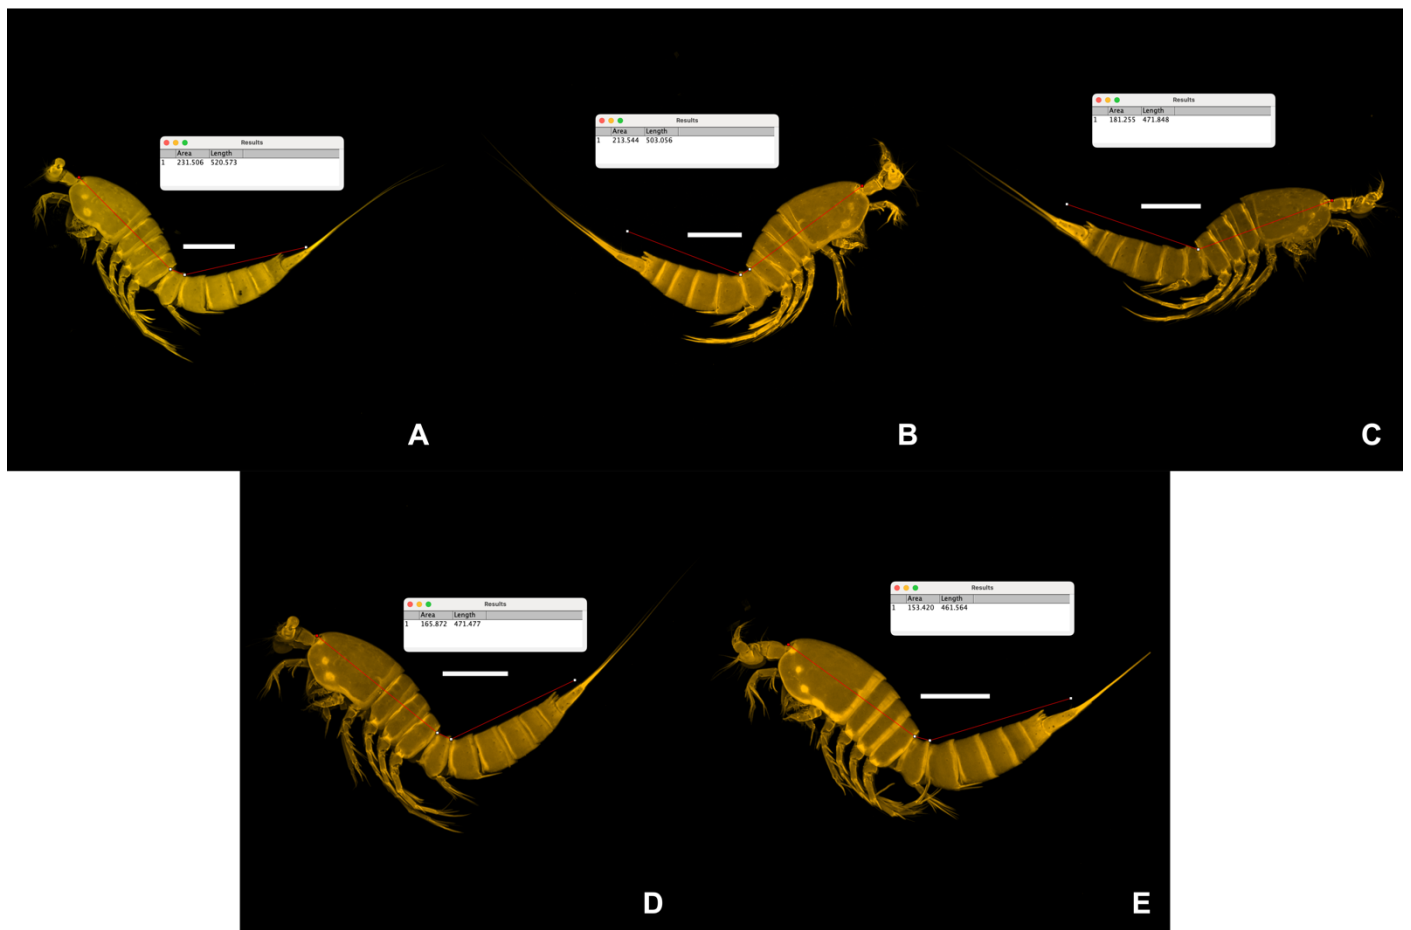 Results
Area Length
1 181.255 471.848
Results
Area Length
1 213.544 503.056
Results
Area Length
1 231.506 520.573
A
B
C
Results
Area Length
1 153.420 461.564
Results
Area Length
1 165.872 471.477
D
E